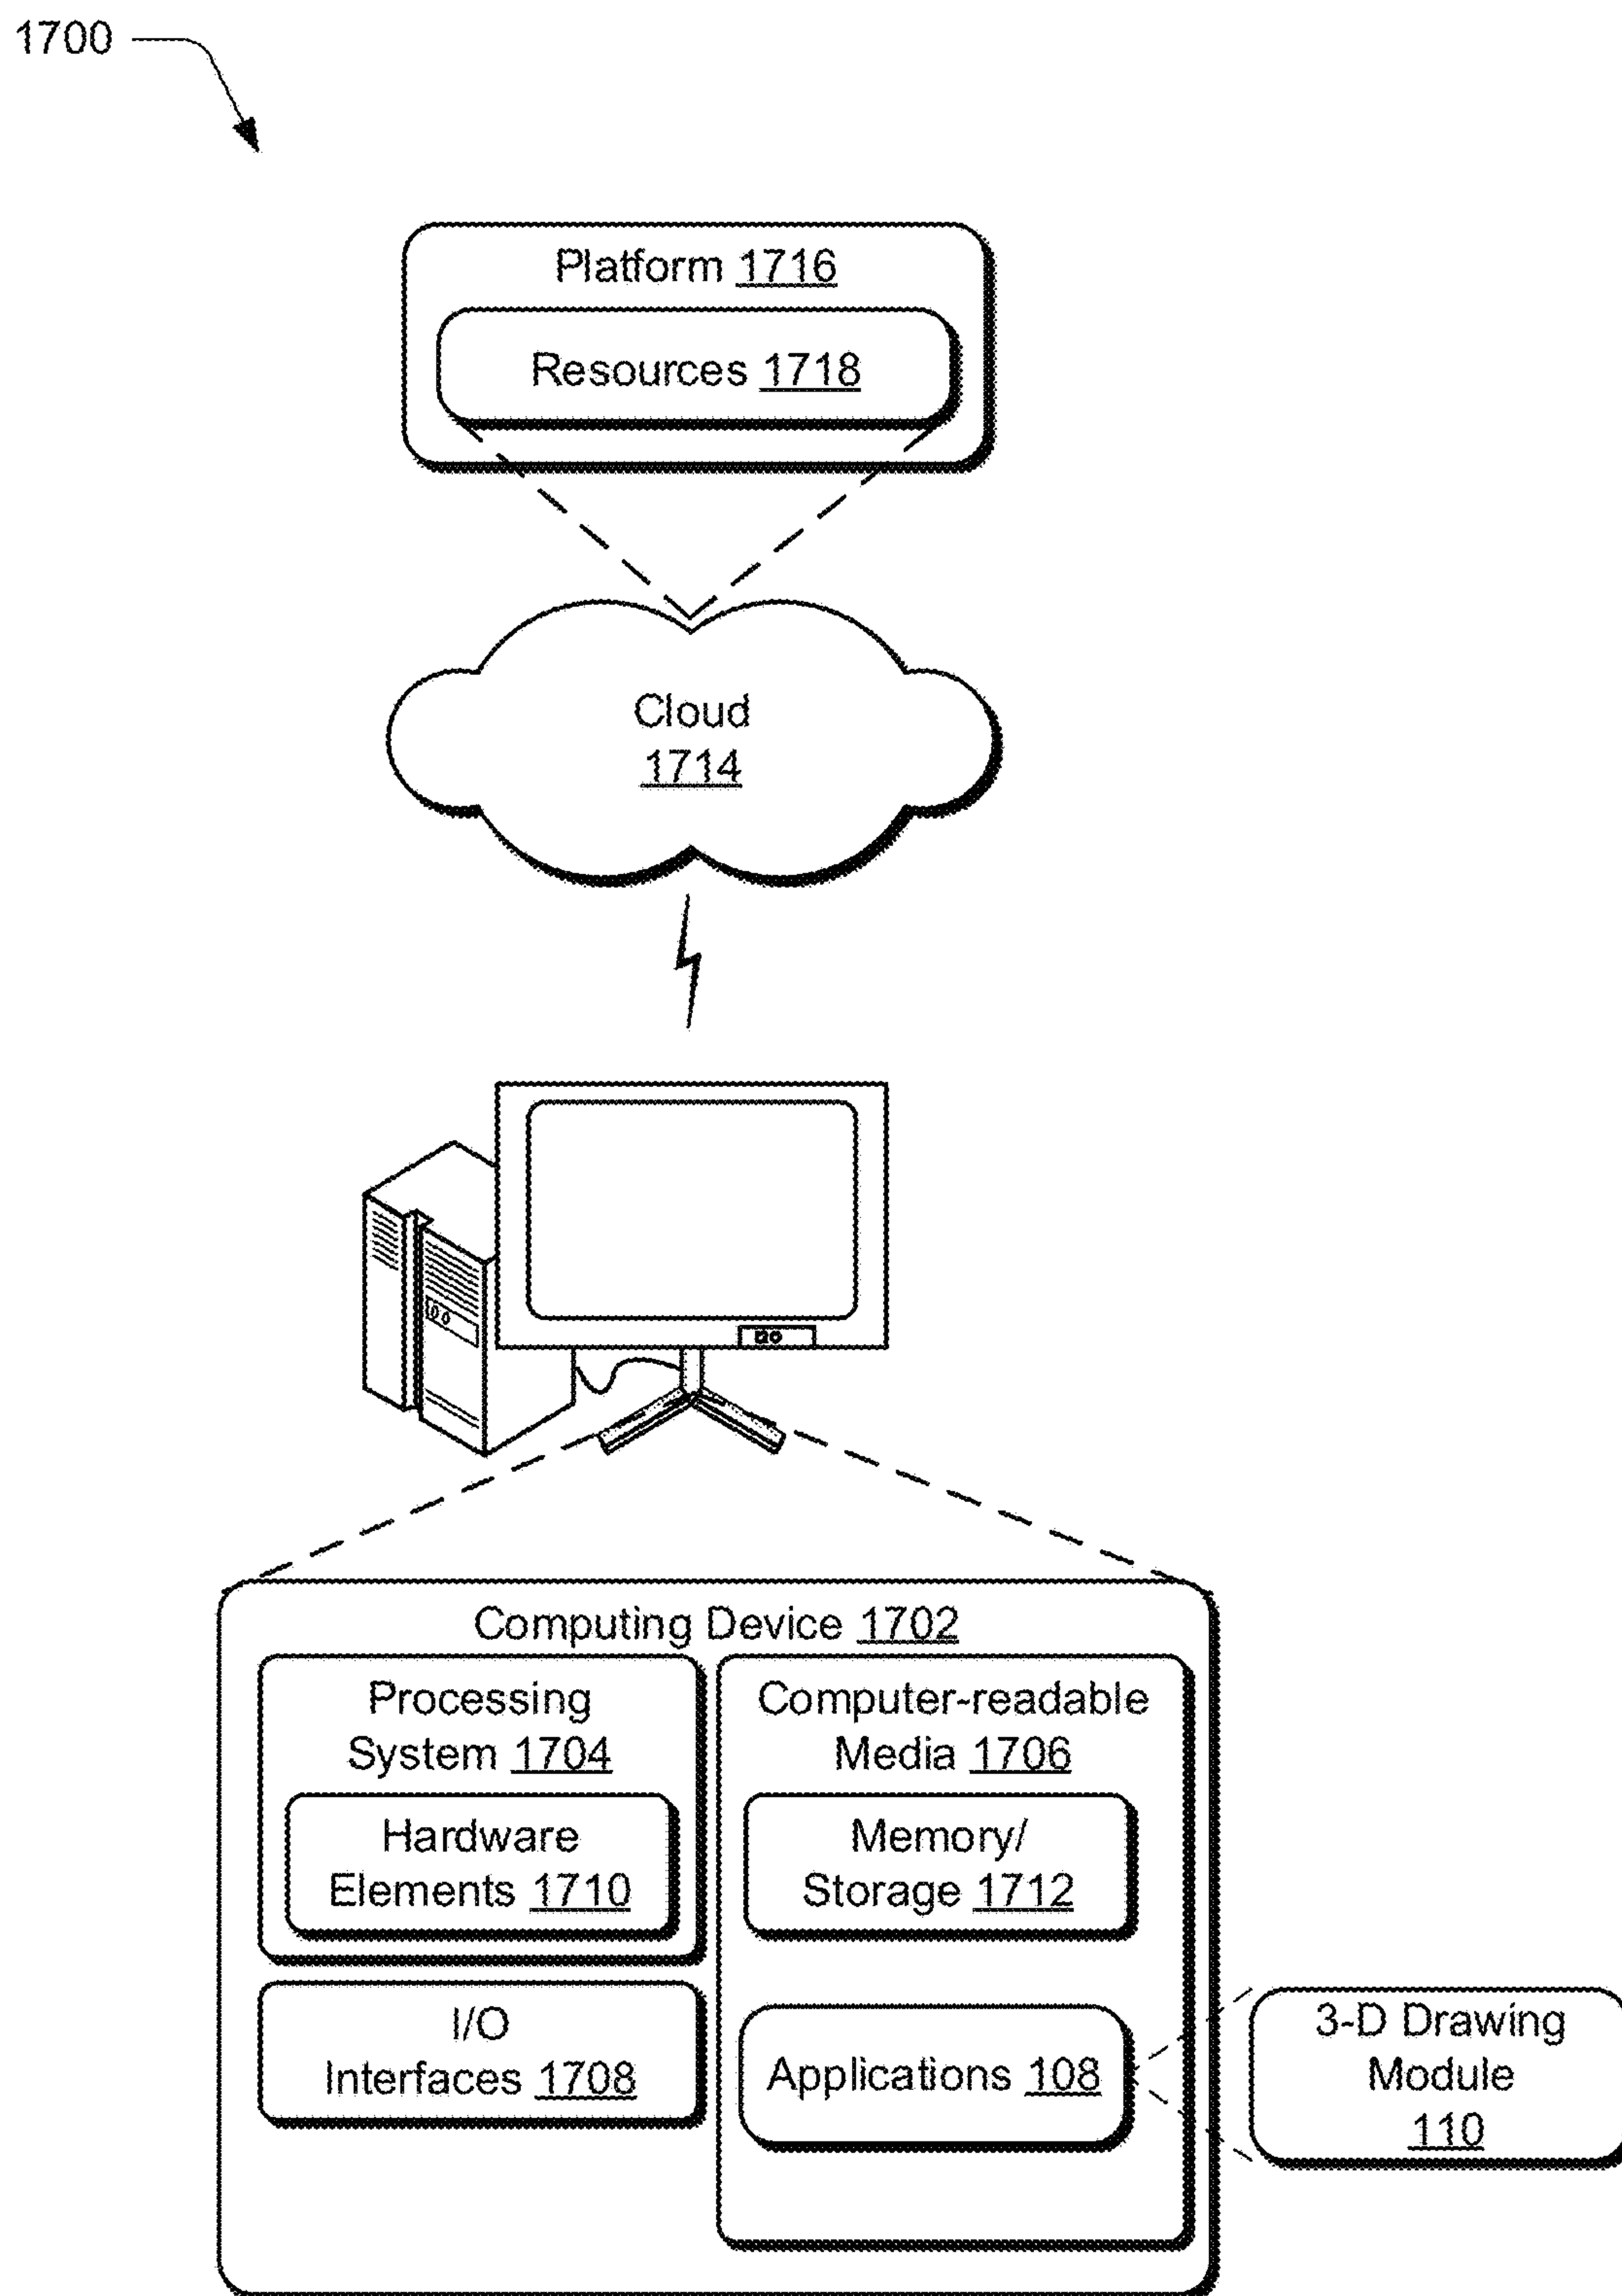 1700
Platform 1716
Resources 1718
Cloud
1714
Computing Device 1702
Processing
System 1704
Hardware
Elements 1710
I/O
Interfaces 1708
Computer-readable
Media 1706
Memory/
Storage 1712
Applications 108
3-D Drawing
Module
110